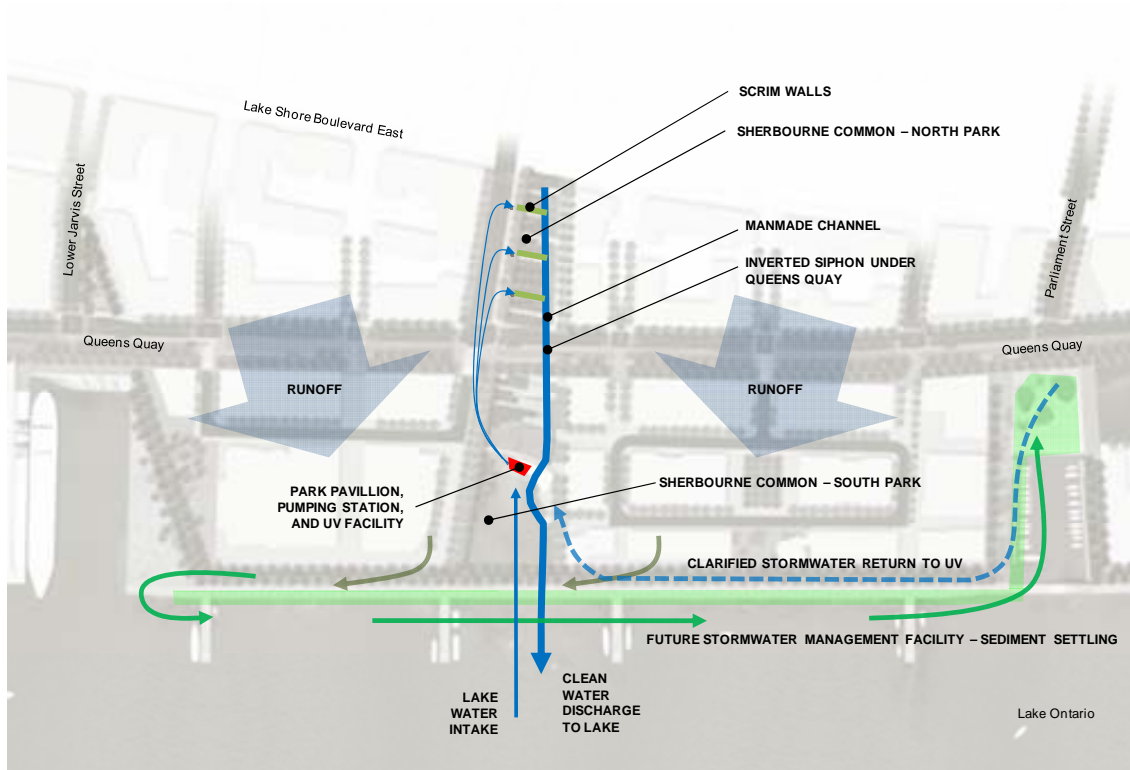 SCRIM WALLS
Lake Shore Boulevard East
SHERBOURNE COMMON – NORTH PARK
Lower Jarvis Street
Parliament Street
MANMADE CHANNEL
INVERTED SIPHON UNDER
QUEENS QUAY
Queens Quay
Queens Quay
RUNOFF
RUNOFF
PARK PAVILLION,
PUMPING STATION,
AND UV FACILITY
SHERBOURNE COMMON – SOUTH PARK
CLARIFIED STORMWATER RETURN TO UV
FUTURE STORMWATER MANAGEMENT FACILITY – SEDIMENT SETTLING
LAKE
WATER
INTAKE
CLEAN
WATER
DISCHARGE
TO LAKE
Lake Ontario